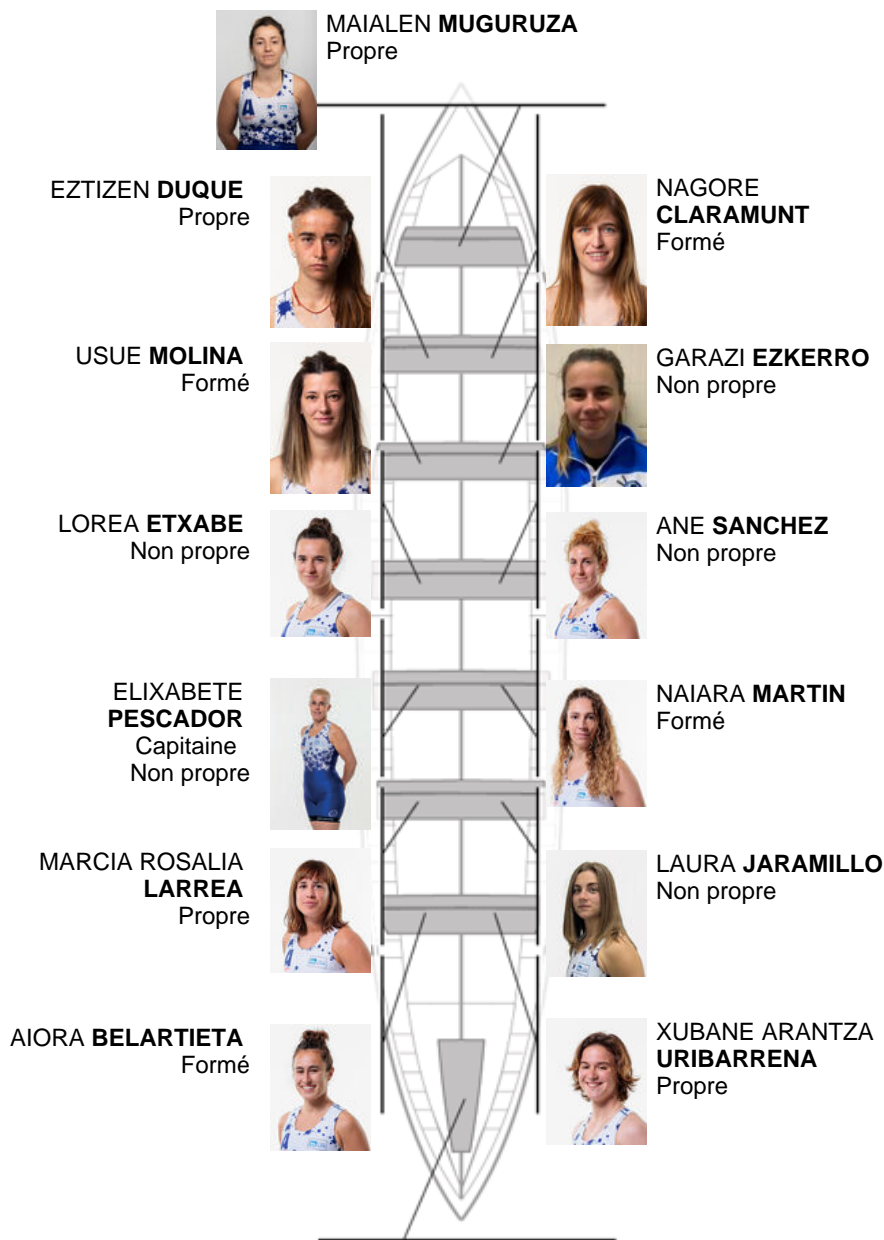 MAIALEN MUGURUZA
Propre
EZTIZEN DUQUE
Propre
NAGORE
CLARAMUNT
Formé
USUE MOLINA
Formé
GARAZI EZKERRO
Non propre
LOREA ETXABE
Non propre
ANE SANCHEZ
Non propre
ELIXABETE
PESCADOR
Capitaine
Non propre
NAIARA MARTIN
Formé
MARCIA ROSALIA
LARREA
Propre
LAURA JARAMILLO
Non propre
AIORA BELARTIETA
Formé
XUBANE ARANTZA
URIBARRENA
Propre